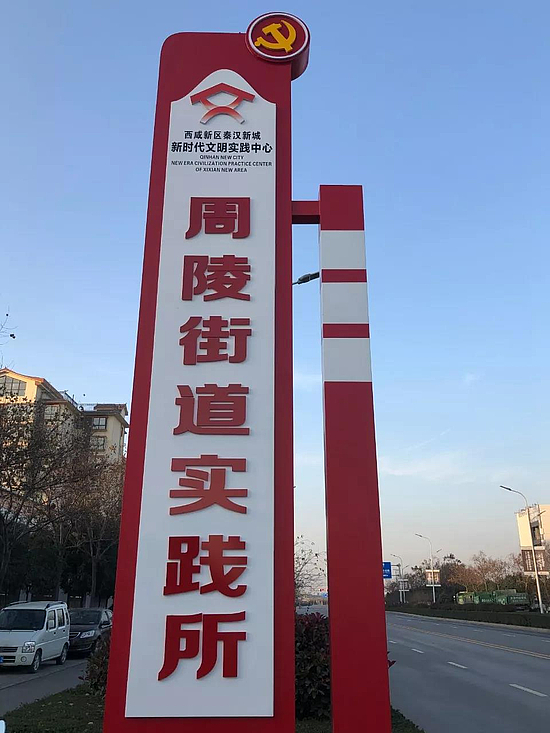 西咸新区秦汉新城
新时代文明实践中心
QINHAN NEW CITY
NEW ERA CIVILIZATION PRACTICE CENTER
OF XIXIAN NEW AREA
周陵街道实践所